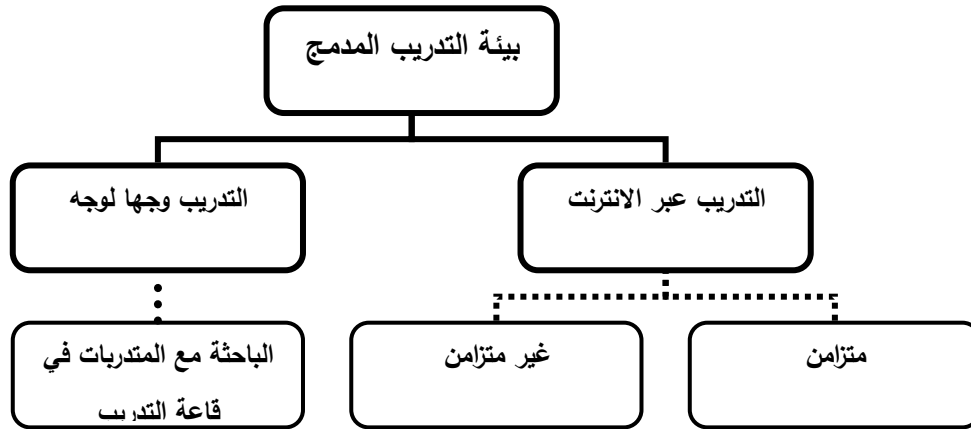 بيئة التدريب المدمج
التدريب عبر الانترنت
التدريب وجها لوجه
متزامن
غير متزامن
الباحثة مع المتدربات في
قاعة التدريب